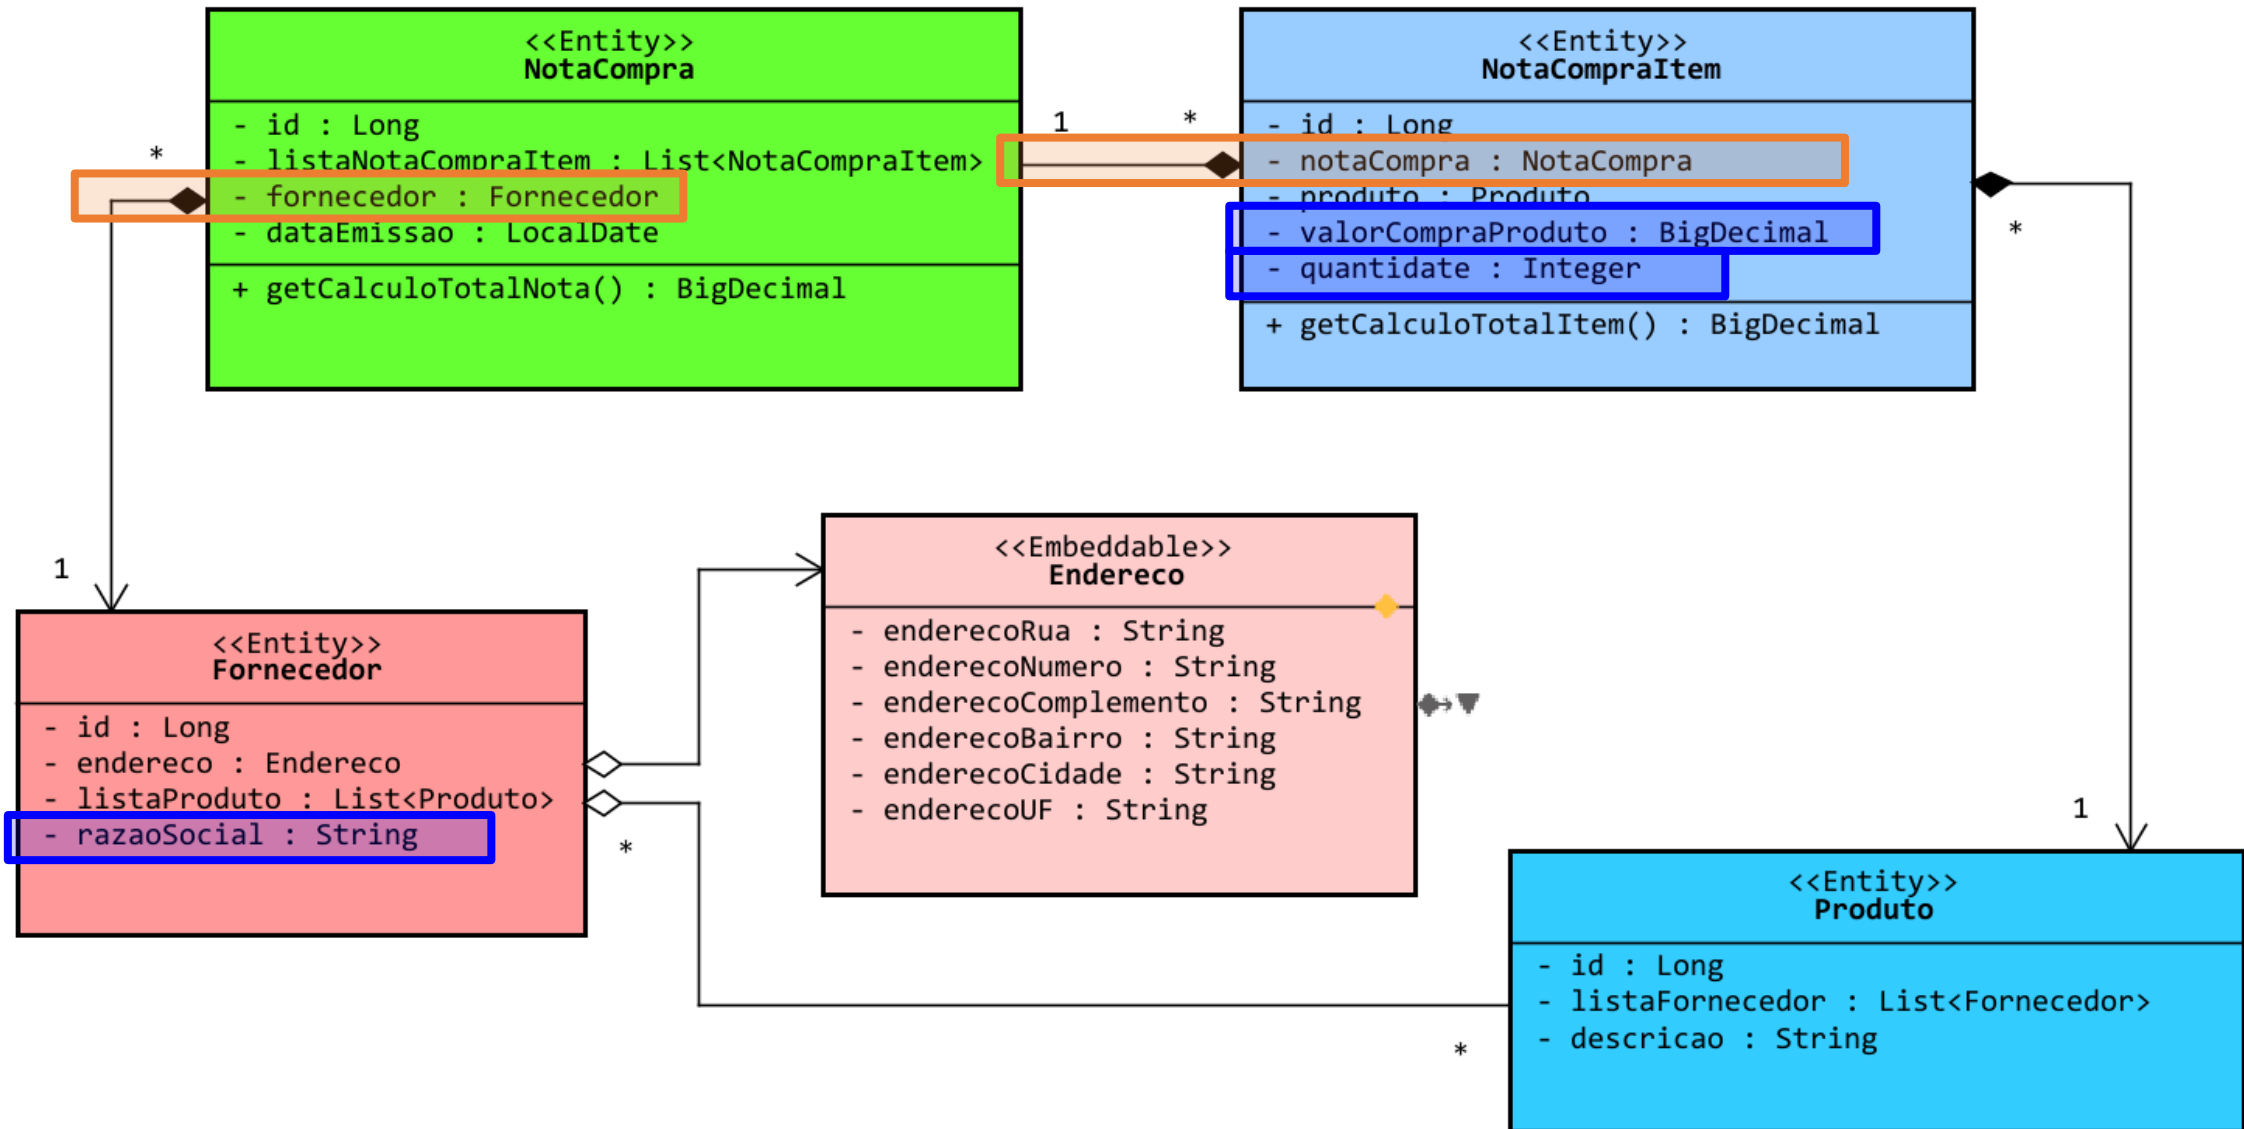 <<Entity>>
NotaCompra
- id : Long
- listaNotaCompraItem : List<NotaCompraItem>
- fornecedor : Fornecedor
- dataEmissao : LocalDate
+ getCalculoTotalNota() : BigDecimal
*
1
1
*
<<Entity>>
NotaCompraItem
- id : Long
- notaCompra : NotaCompra
- produto : Produto
- valorCompraProduto : BigDecimal
- quantidate : Integer
+ getCalculoTotalItem() : BigDecimal
*
1
<<Entity>>
Fornecedor
- id : Long
- endereco : Endereco
- listaProduto : List<Produto>
- razaoSocial : String
*
*
<<Embeddable>>
Endereco
- enderecoRua : String
- enderecoNumero : String
- enderecoComplemento : String
- enderecoBairro : String
- enderecoCidade : String
- enderecoUF : String
<<Entity>>
Produto
- id : Long
- listaFornecedor : List<Fornecedor>
- descricao : String